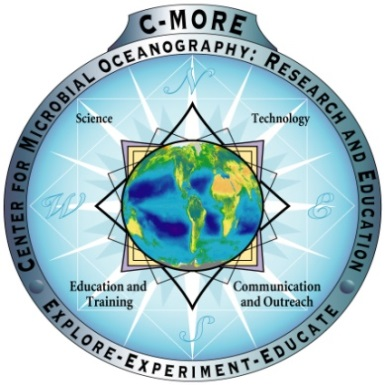 C-MORE
CENTER FOR MICROBIAL OCEANOGRAPHY: RESEARCH AND EDUCATION
N
Science
Technology
W
E
Education and
Training
Communication
and Outreach
S
EXPLORE-EXPERIMENT-EDUCATE